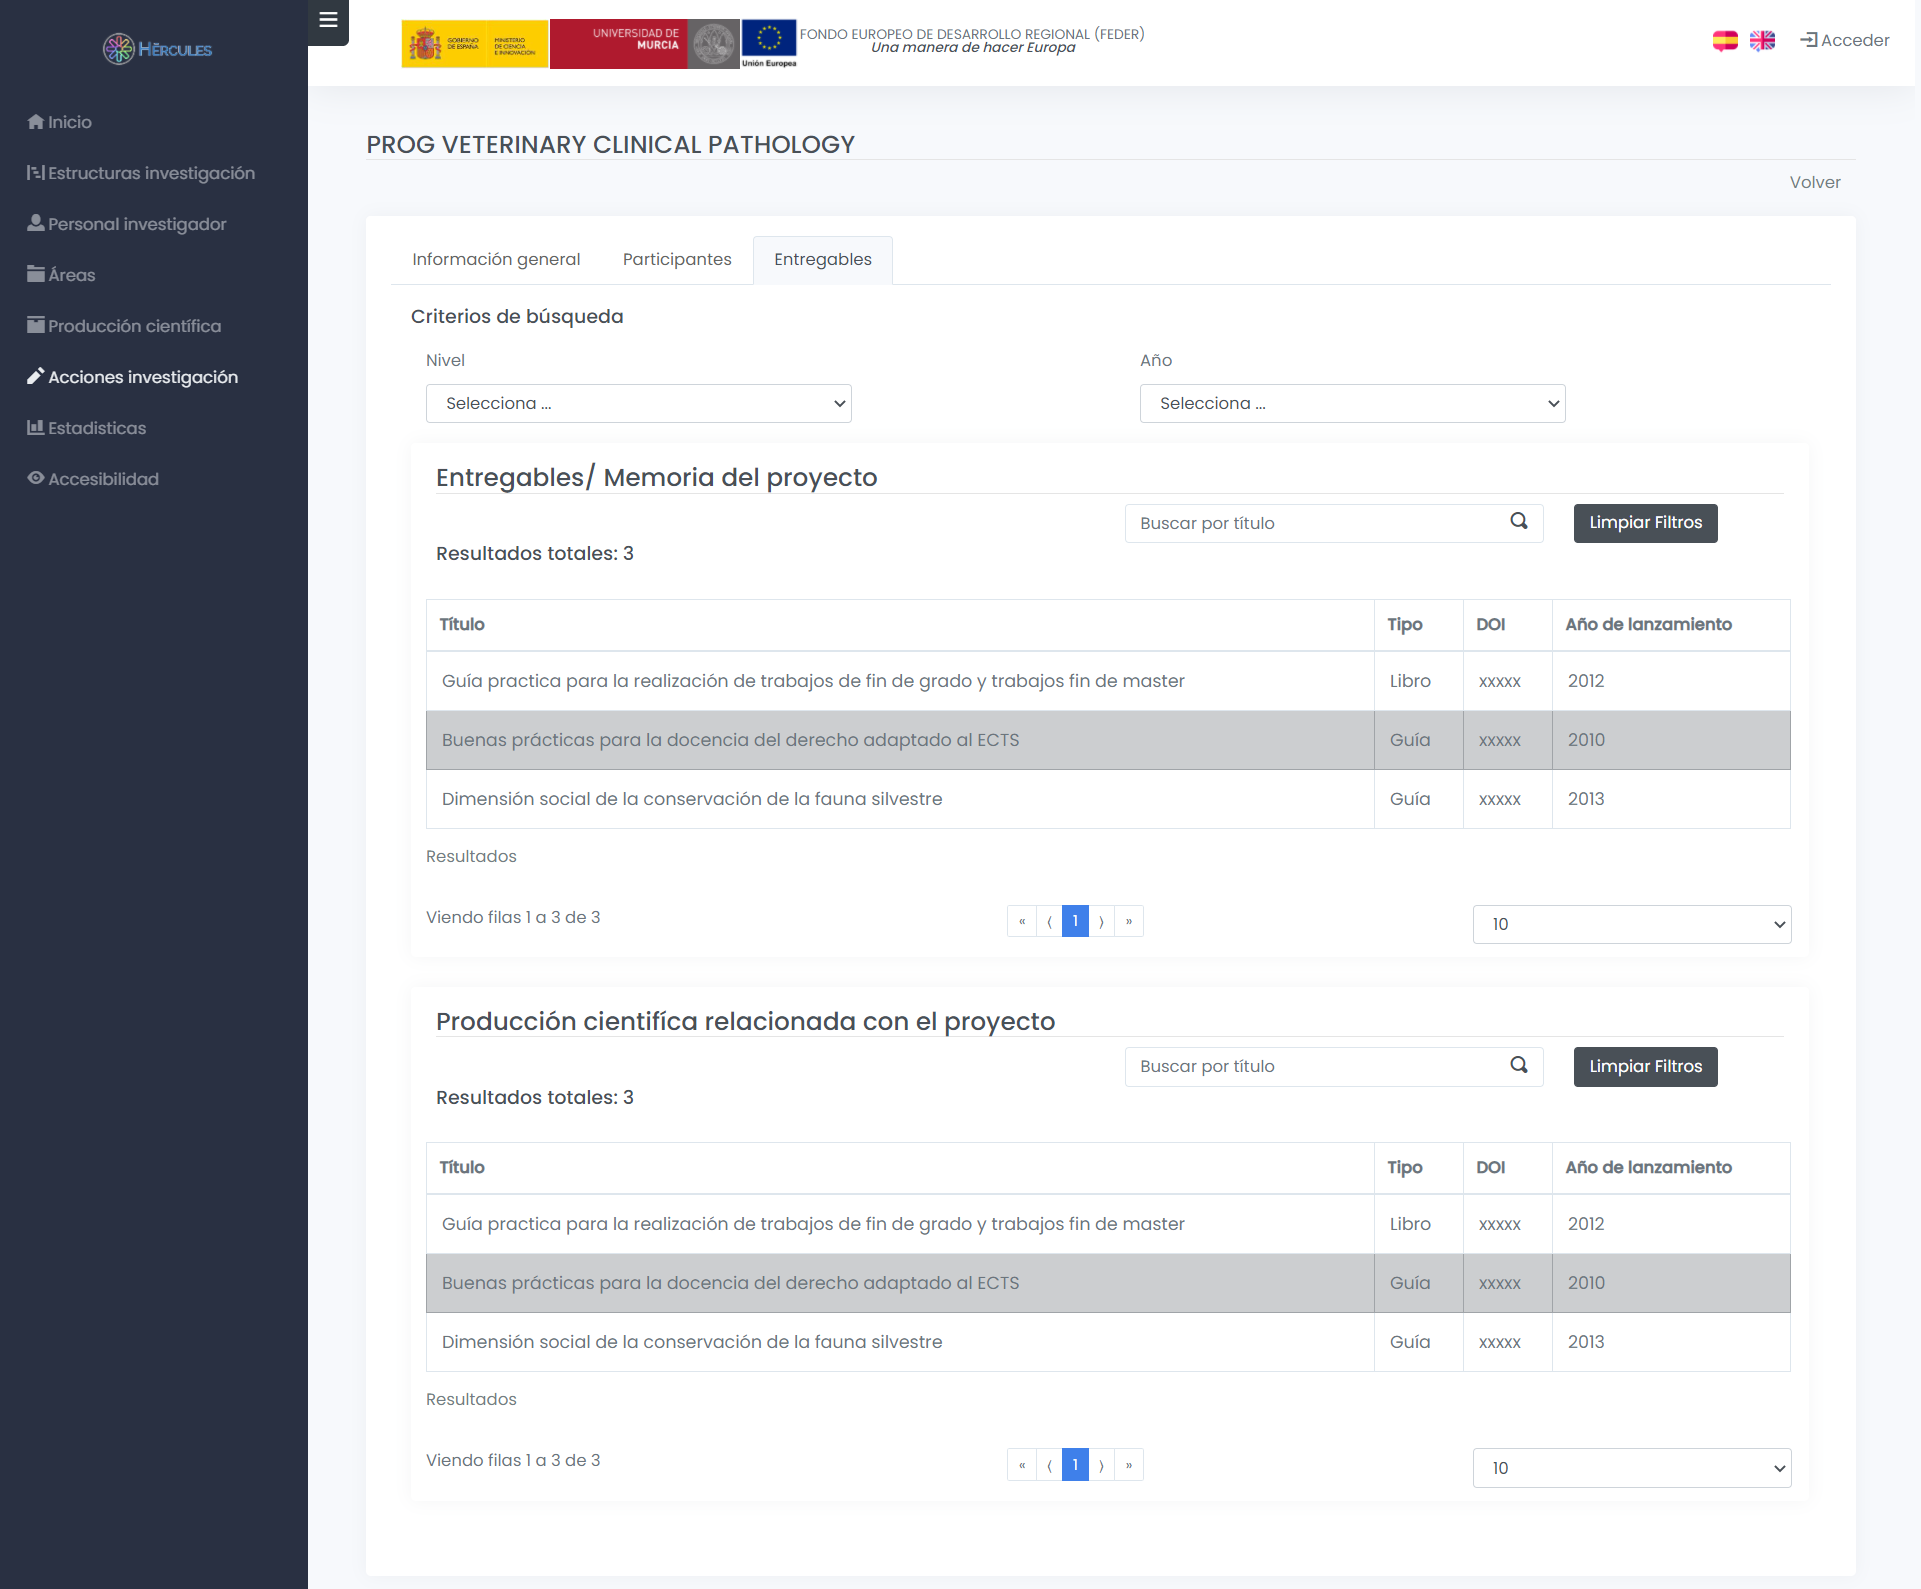 HĒRCULES
GOBIERNO DE ESPAÑA
MINISTERIO DE CIENCIA E INNOVACIÓN
UNIVERSIDAD DE
MURCIA
Unión Europea
FONDO EUROPEO DE DESARROLLO REGIONAL (FEDER)
Una manera de hacer Europa
Acceder
Inicio
Estructuras investigación
Personal investigador
Áreas
Producción científica
Acciones investigación
Estadisticas
Accesibilidad
PROG VETERINARY CLINICAL PATHOLOGY
Volver
Información general Participantes Entregables
Criterios de búsqueda
Nivel Año
Selecciona ... Selecciona ...
Entregables/ Memoria del proyecto
Buscar por título Limpiar Filtros
Resultados totales: 3
Título Tipo DOI Año de lanzamiento
Guía practica para la realización de trabajos de fin de grado y trabajos fin de master Libro xxxxx 2012
Buenas prácticas para la docencia del derecho adaptado al ECTS Guía xxxxx 2010
Dimensión social de la conservación de la fauna silvestre Guía xxxxx 2013
Resultados
Viendo filas 1 a 3 de 3 « ⟨ 1 ⟩ » 10
Producción cientifíca relacionada con el proyecto
Buscar por título Limpiar Filtros
Resultados totales: 3
Título Tipo DOI Año de lanzamiento
Guía practica para la realización de trabajos de fin de grado y trabajos fin de master Libro xxxxx 2012
Buenas prácticas para la docencia del derecho adaptado al ECTS Guía xxxxx 2010
Dimensión social de la conservación de la fauna silvestre Guía xxxxx 2013
Resultados
Viendo filas 1 a 3 de 3 « ⟨ 1 ⟩ » 10